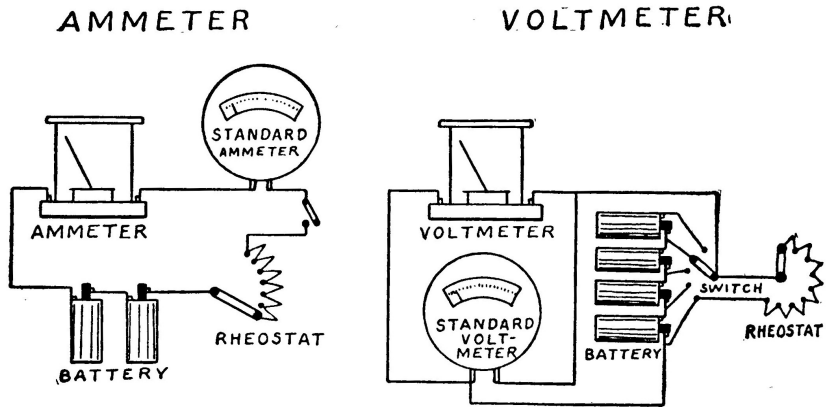 AMMETER
STANDARD
AMMETER
AMMETER
RHEOSTAT
BATTERY
VOLTMETER
VOLTMETER
STANDARD
VOLT-
METER
SWITCH
BATTERY
RHEOSTAT